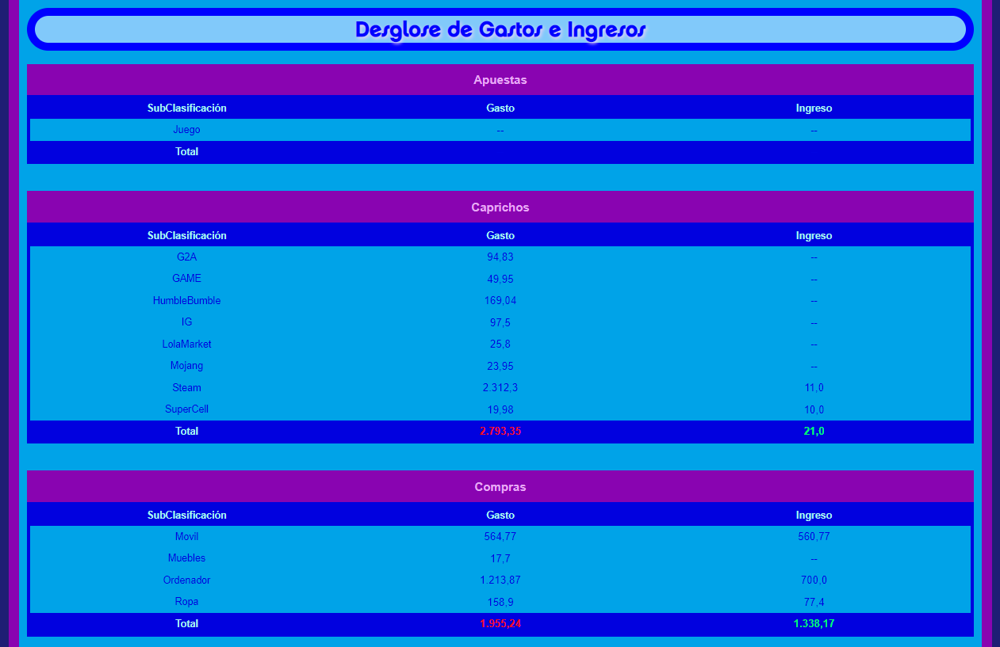 Desglose de Gastos e Ingresos
Apuestas
SubClasificación Gasto Ingreso
Juego -- --
Total
Caprichos
SubClasificación Gasto Ingreso
G2A 94,83 --
GAME 49,95 --
HumbleBumble 169,04 --
IG 97,5 --
LolaMarket 25,8 --
Mojang 23,95 --
Steam 2.312,3 11,0
SuperCell 19,98 10,0
Total 2.793,35 21,0
Compras
SubClasificación Gasto Ingreso
Movil 564,77 560,77
Muebles 17,7 --
Ordenador 1.213,87 700,0
Ropa 158,9 77,4
Total 1.955,24 1.338,17